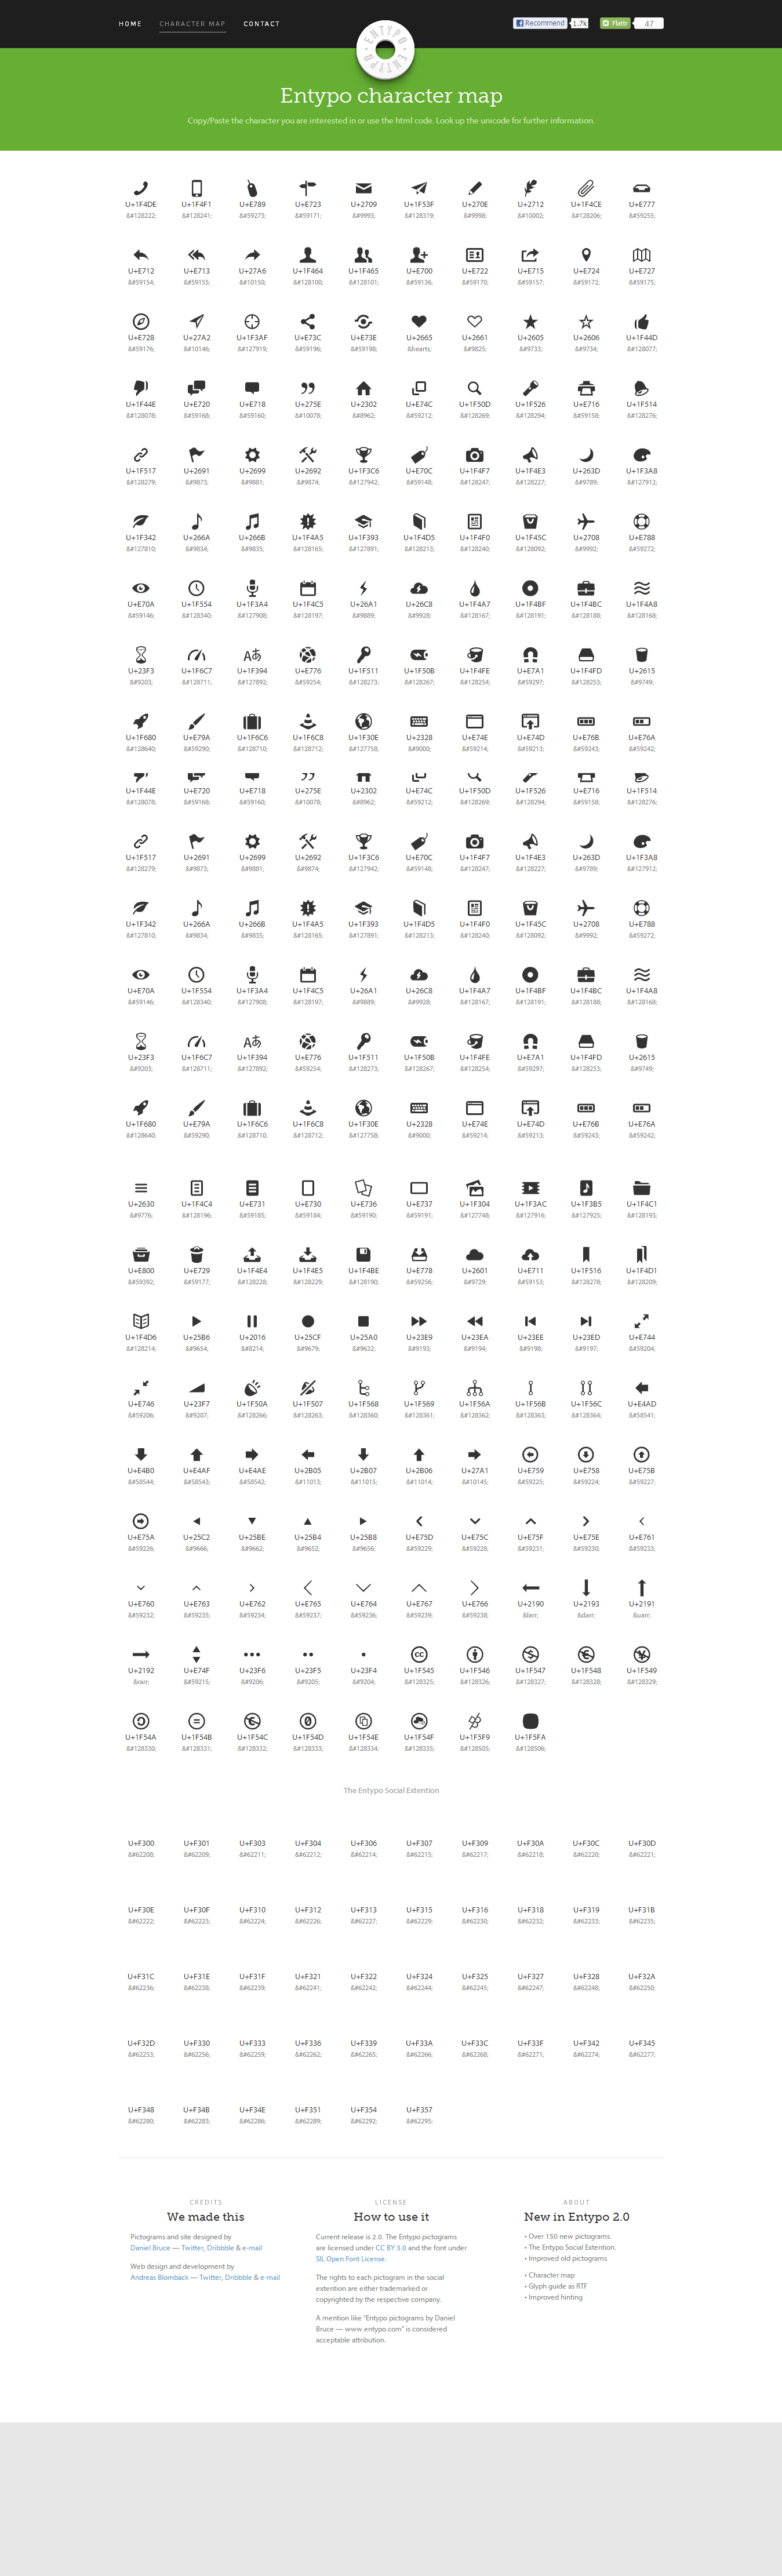 HOME CHARACTER MAP CONTACT
Recommend 1.7k Flattr 47
ENTYPO
ENTYPO
Entypo character map
Copy/Paste the character you are interested in or use the html code. Look up the unicode for further information.
U+1F4DE U+1F4F1 U+E789 U+E723 U+2709 U+1F53F U+270E U+2712 U+1F4CE U+E777
&#128222; &#128241; &#59273; &#59171; &#9993; &#128319; &#9998; &#10002; &#128206; &#59255;
U+E712 U+E713 U+27A6 U+1F464 U+1F465 U+E700 U+E722 U+E715 U+E724 U+E727
&#59154; &#59155; &#10150; &#128100; &#128101; &#59136; &#59170; &#59157; &#59172; &#59175;
U+E728 U+27A2 U+1F3AF U+E73C U+E73E U+2665 U+2661 U+2605 U+2606 U+1F44D
&#59176; &#10146; &#127919; &#59196; &#59198; &hearts; &#9825; &#9733; &#9734; &#128077;
U+1F44E U+E720 U+E718 U+275E U+2302 U+E74C U+1F50D U+1F526 U+E716 U+1F514
&#128078; &#59168; &#59160; &#10078; &#8962; &#59212; &#128269; &#128294; &#59158; &#128276;
U+1F517 U+2691 U+2699 U+2692 U+1F3C6 U+E70C U+1F4F7 U+1F4E3 U+263D U+1F3A8
&#128279; &#9873; &#9881; &#9874; &#127942; &#59148; &#128247; &#128227; &#9789; &#127912;
U+1F342 U+266A U+266B U+1F4A5 U+1F393 U+1F4D5 U+1F4F0 U+1F45C U+2708 U+E788
&#127810; &#9834; &#9835; &#128165; &#127891; &#128213; &#128240; &#128092; &#9992; &#59272;
U+E70A U+1F554 U+1F3A4 U+1F4C5 U+26A1 U+26C8 U+1F4A7 U+1F4BF U+1F4BC U+1F4A8
&#59146; &#128340; &#127908; &#128197; &#9889; &#9928; &#128167; &#128191; &#128188; &#128168;
U+23F3 U+1F6C7 U+1F394 U+E776 U+1F511 U+1F50B U+1F4FE U+E7A1 U+1F4FD U+2615
&#9203; &#128711; &#127892; &#59254; &#128273; &#128267; &#128254; &#59297; &#128253; &#9749;
U+1F680 U+E79A U+1F6C6 U+1F6C8 U+1F30E U+2328 U+E74E U+E74D U+E76B U+E76A
&#128640; &#59290; &#128710; &#128712; &#127758; &#9000; &#59214; &#59213; &#59243; &#59242;
U+1F44E U+E720 U+E718 U+275E U+2302 U+E74C U+1F50D U+1F526 U+E716 U+1F514
&#128078; &#59168; &#59160; &#10078; &#8962; &#59212; &#128269; &#128294; &#59158; &#128276;
U+1F517 U+2691 U+2699 U+2692 U+1F3C6 U+E70C U+1F4F7 U+1F4E3 U+263D U+1F3A8
&#128279; &#9873; &#9881; &#9874; &#127942; &#59148; &#128247; &#128227; &#9789; &#127912;
U+1F342 U+266A U+266B U+1F4A5 U+1F393 U+1F4D5 U+1F4F0 U+1F45C U+2708 U+E788
&#127810; &#9834; &#9835; &#128165; &#127891; &#128213; &#128240; &#128092; &#9992; &#59272;
U+E70A U+1F554 U+1F3A4 U+1F4C5 U+26A1 U+26C8 U+1F4A7 U+1F4BF U+1F4BC U+1F4A8
&#59146; &#128340; &#127908; &#128197; &#9889; &#9928; &#128167; &#128191; &#128188; &#128168;
U+23F3 U+1F6C7 U+1F394 U+E776 U+1F511 U+1F50B U+1F4FE U+E7A1 U+1F4FD U+2615
&#9203; &#128711; &#127892; &#59254; &#128273; &#128267; &#128254; &#59297; &#128253; &#9749;
U+1F680 U+E79A U+1F6C6 U+1F6C8 U+1F30E U+2328 U+E74E U+E74D U+E76B U+E76A
&#128640; &#59290; &#128710; &#128712; &#127758; &#9000; &#59214; &#59213; &#59243; &#59242;
U+2630 U+1F4C4 U+E731 U+E730 U+E736 U+E737 U+1F304 U+1F3AC U+1F3B5 U+1F4C1
&#9776; &#128196; &#59185; &#59184; &#59190; &#59191; &#127748; &#127916; &#127925; &#128193;
U+E800 U+E729 U+1F4E4 U+1F4E5 U+1F4BE U+E778 U+2601 U+E711 U+1F516 U+1F4D1
&#59392; &#59177; &#128228; &#128229; &#128190; &#59256; &#9729; &#59153; &#128278; &#128209;
U+1F4D6 U+25B6 U+2016 U+25CF U+25A0 U+23E9 U+23EA U+23EE U+23ED U+E744
&#128214; &#9654; &#8214; &#9679; &#9632; &#9193; &#9194; &#9198; &#9197; &#59204;
U+E746 U+23F7 U+1F50A U+1F507 U+1F568 U+1F569 U+1F56A U+1F56B U+1F56C U+E4AD
&#59206; &#9207; &#128266; &#128263; &#128360; &#128361; &#128362; &#128363; &#128364; &#58541;
U+E4B0 U+E4AF U+E4AE U+2B05 U+2B07 U+2B06 U+27A1 U+E759 U+E758 U+E75B
&#58544; &#58543; &#58542; &#11013; &#11015; &#11014; &#10145; &#59225; &#59224; &#59227;
U+E75A U+25C2 U+25BE U+25B4 U+25B8 U+E75D U+E75C U+E75F U+E75E U+E761
&#59226; &#9666; &#9662; &#9652; &#9656; &#59229; &#59228; &#59231; &#59230; &#59233;
U+E760 U+E763 U+E762 U+E765 U+E764 U+E767 U+E766 U+2190 U+2193 U+2191
&#59232; &#59235; &#59234; &#59237; &#59236; &#59239; &#59238; &larr; &darr; &uarr;
U+2192 U+E74F U+23F6 U+23F5 U+23F4 U+1F545 U+1F546 U+1F547 U+1F548 U+1F549
&rarr; &#59215; &#9206; &#9205; &#9204; &#128325; &#128326; &#128327; &#128328; &#128329;
U+1F54A U+1F54B U+1F54C U+1F54D U+1F54E U+1F54F U+1F5F9 U+1F5FA
&#128330; &#128331; &#128332; &#128333; &#128334; &#128335; &#128505; &#128506;
The Entypo Social Extention
U+F300 U+F301 U+F303 U+F304 U+F306 U+F307 U+F309 U+F30A U+F30C U+F30D
&#62208; &#62209; &#62211; &#62212; &#62214; &#62215; &#62217; &#62218; &#62220; &#62221;
U+F30E U+F30F U+F310 U+F312 U+F313 U+F315 U+F316 U+F318 U+F319 U+F31B
&#62222; &#62223; &#62224; &#62226; &#62227; &#62229; &#62230; &#62232; &#62233; &#62235;
U+F31C U+F31E U+F31F U+F321 U+F322 U+F324 U+F325 U+F327 U+F328 U+F32A
&#62236; &#62238; &#62239; &#62241; &#62242; &#62244; &#62245; &#62247; &#62248; &#62250;
U+F32D U+F330 U+F333 U+F336 U+F339 U+F33A U+F33C U+F33F U+F342 U+F345
&#62253; &#62256; &#62259; &#62262; &#62265; &#62266; &#62268; &#62271; &#62274; &#62277;
U+F348 U+F34B U+F34E U+F351 U+F354 U+F357
&#62280; &#62283; &#62286; &#62289; &#62292; &#62295;
CREDITS
We made this
Pictograms and site designed by
Daniel Bruce — Twitter, Dribbble & e-mail
Web design and development by
Andreas Blombäck — Twitter, Dribbble & e-mail
LICENSE
How to use it
Current release is 2.0. The Entypo pictograms
are licensed under CC BY 3.0 and the font under
SIL Open Font License.
The rights to each pictogram in the social
extention are either trademarked or
copyrighted by the respective company.
A mention like "Entypo pictograms by Daniel
Bruce — www.entypo.com" is considered
acceptable attribution.
ABOUT
New in Entypo 2.0
• Over 150 new pictograms.
• The Entypo Social Extention.
• Improved old pictograms
• Character map
• Glyph guide as RTF
• Improved hinting